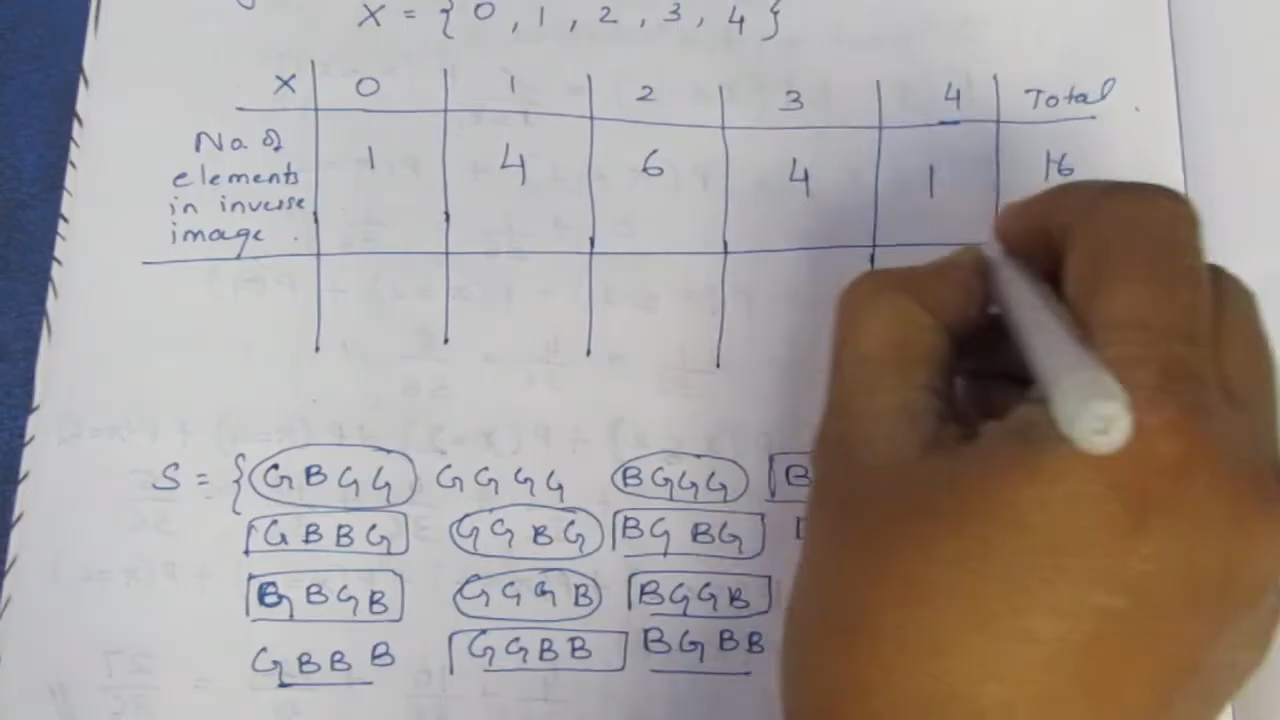 X = { 0, 1, 2, 3, 4 }
X 0 1 2 3 4 Total
No. of elements in inverse image. 1 4 6 4 1 16
S = { GBGG GGGG BGGG B
GBBG GGBG BGBG
GBGB GGGB BGGB
GBBB GGBB BGBB